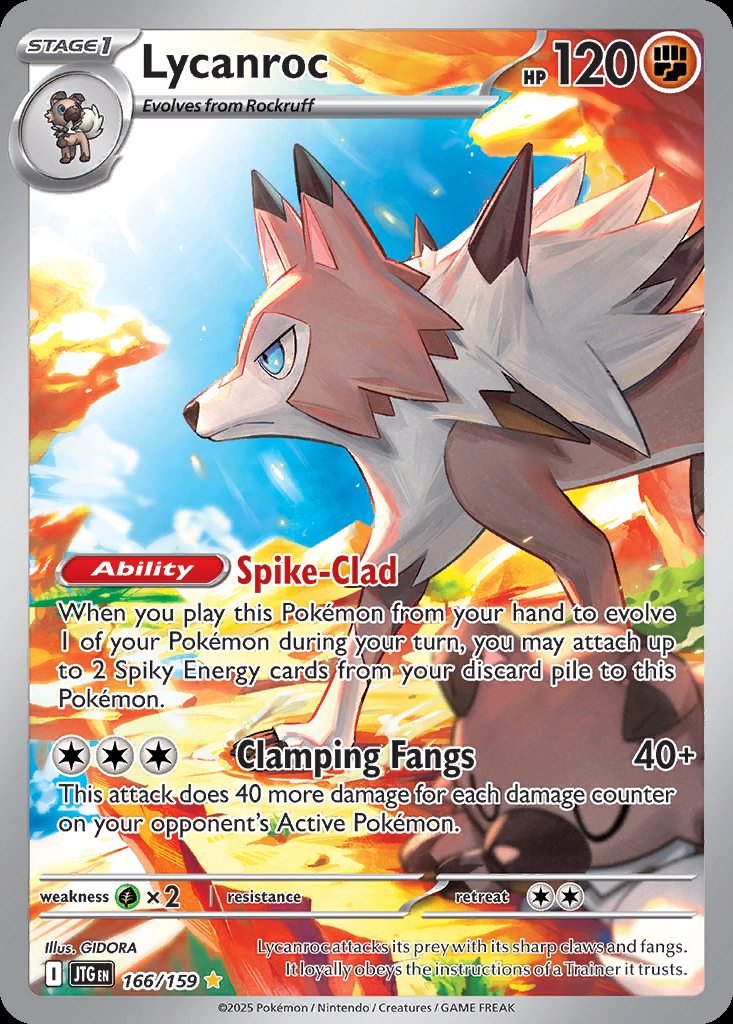 STAGE 1
Lycanroc
HP 120
Evolves from Rockruff
Ability Spike-Clad
When you play this Pokémon from your hand to evolve
1 of your Pokémon during your turn, you may attach up
to 2 Spiky Energy cards from your discard pile to this
Pokémon.
Clamping Fangs 40+
This attack does 40 more damage for each damage counter
on your opponent's Active Pokémon.
weakness ×2 resistance retreat
Illus. GIDORA
Lycanroc attacks its prey with its sharp claws and fangs.
It loyally obeys the instructions of a Trainer it trusts.
I JTG EN 166/159
©2025 Pokémon / Nintendo / Creatures / GAME FREAK